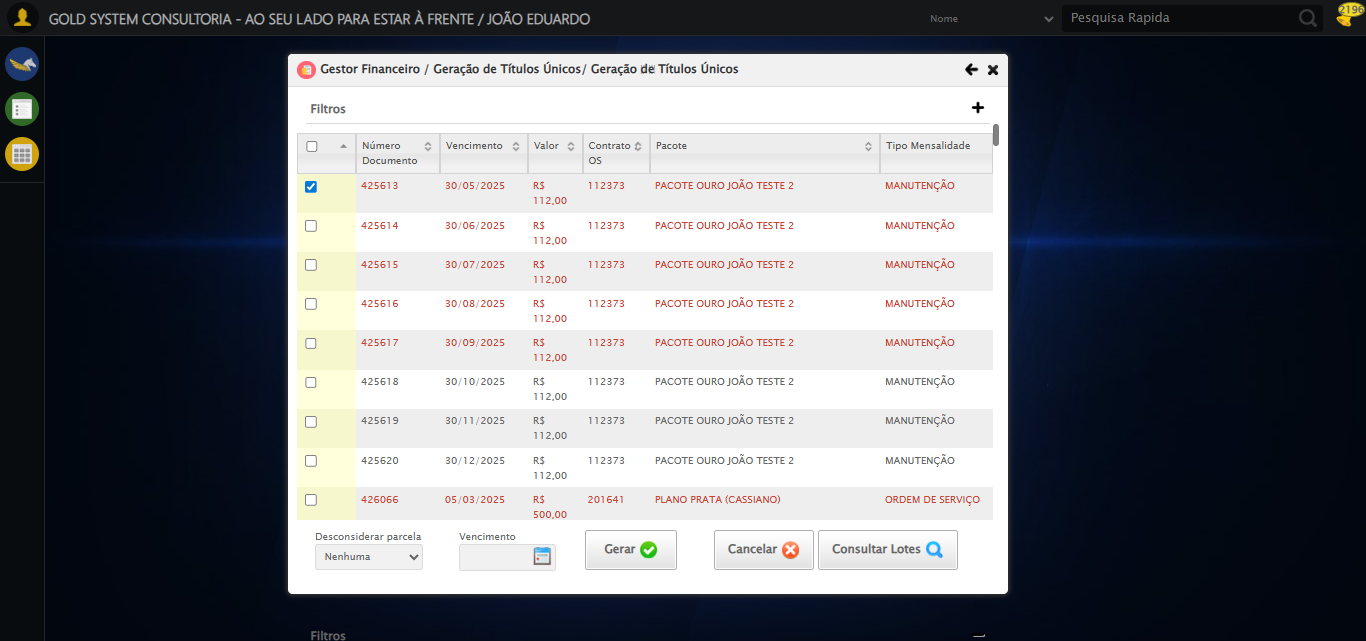 GOLD SYSTEM CONSULTORIA - AO SEU LADO PARA ESTAR À FRENTE / JOÃO EDUARDO
Nome
Pesquisa Rapida
2196
Gestor Financeiro / Geração de Títulos Únicos/ Geração de Títulos Únicos
Filtros
Número Documento Vencimento Valor Contrato OS Pacote Tipo Mensalidade
425613 30/05/2025 R$ 112,00 112373 PACOTE OURO JOÃO TESTE 2 MANUTENÇÃO
425614 30/06/2025 R$ 112,00 112373 PACOTE OURO JOÃO TESTE 2 MANUTENÇÃO
425615 30/07/2025 R$ 112,00 112373 PACOTE OURO JOÃO TESTE 2 MANUTENÇÃO
425616 30/08/2025 R$ 112,00 112373 PACOTE OURO JOÃO TESTE 2 MANUTENÇÃO
425617 30/09/2025 R$ 112,00 112373 PACOTE OURO JOÃO TESTE 2 MANUTENÇÃO
425618 30/10/2025 R$ 112,00 112373 PACOTE OURO JOÃO TESTE 2 MANUTENÇÃO
425619 30/11/2025 R$ 112,00 112373 PACOTE OURO JOÃO TESTE 2 MANUTENÇÃO
425620 30/12/2025 R$ 112,00 112373 PACOTE OURO JOÃO TESTE 2 MANUTENÇÃO
426066 05/03/2025 R$ 500,00 201641 PLANO PRATA (CASSIANO) ORDEM DE SERVIÇO
Desconsiderar parcela
Nenhuma
Vencimento
Gerar
Cancelar
Consultar Lotes
Filtros